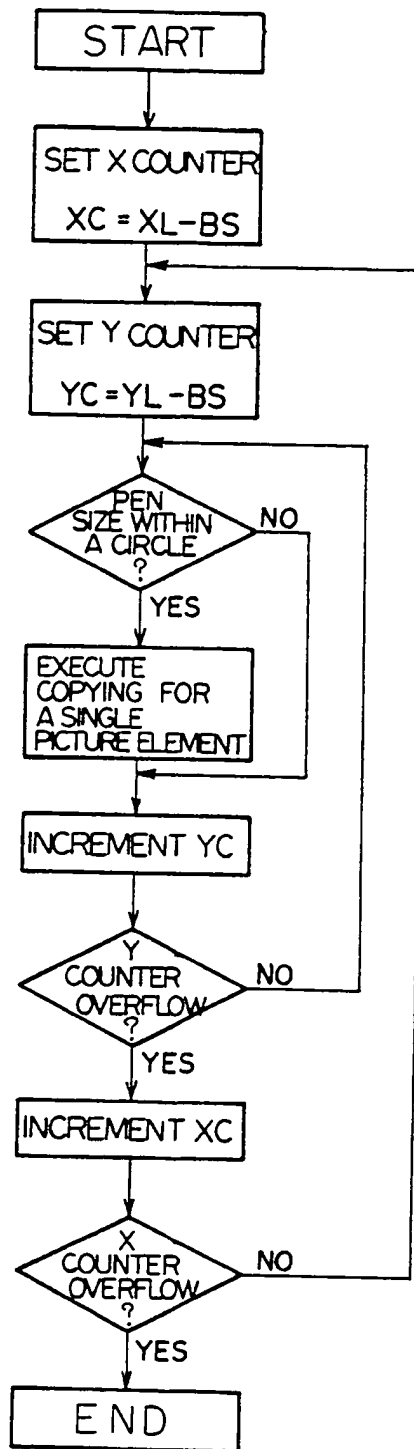 START
SET X COUNTER
XC = XL-BS
SET Y COUNTER
YC = YL-BS
PEN
SIZE WITHIN
A CIRCLE
?
NO
YES
EXECUTE
COPYING FOR
A SINGLE
PICTURE ELEMENT
INCREMENT YC
Y
COUNTER
OVERFLOW
?
NO
YES
INCREMENT XC
X
COUNTER
OVERFLOW
?
NO
YES
END